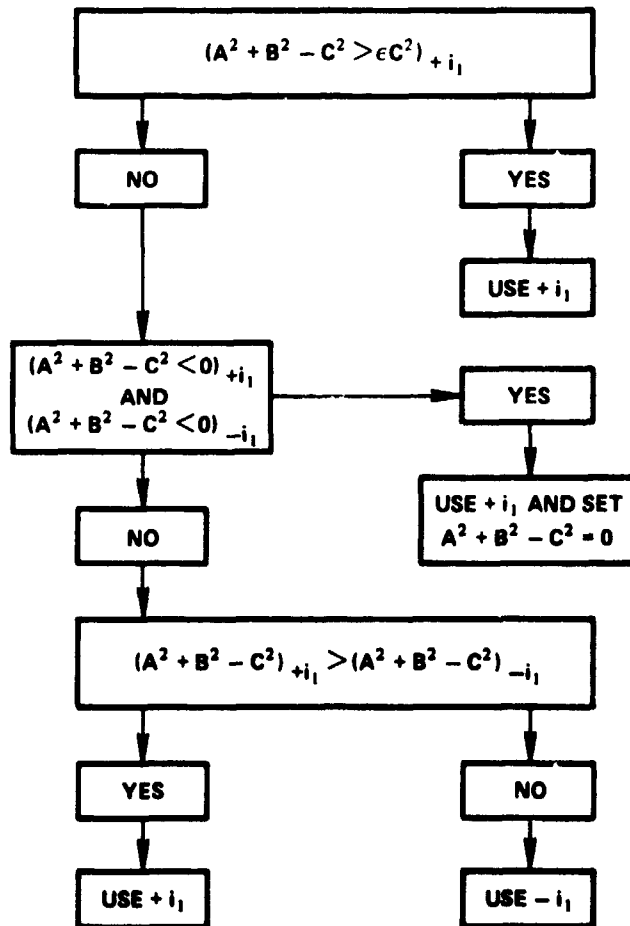 (A² + B² − C² > ϵC²)₊ᵢ₁
NO
YES
USE + i₁
(A² + B² − C² < 0)₊ᵢ₁
AND
(A² + B² − C² < 0)₋ᵢ₁
YES
USE + i₁ AND SET
A² + B² − C² = 0
NO
(A² + B² − C²)₊ᵢ₁ > (A² + B² − C²)₋ᵢ₁
YES
NO
USE + i₁
USE − i₁